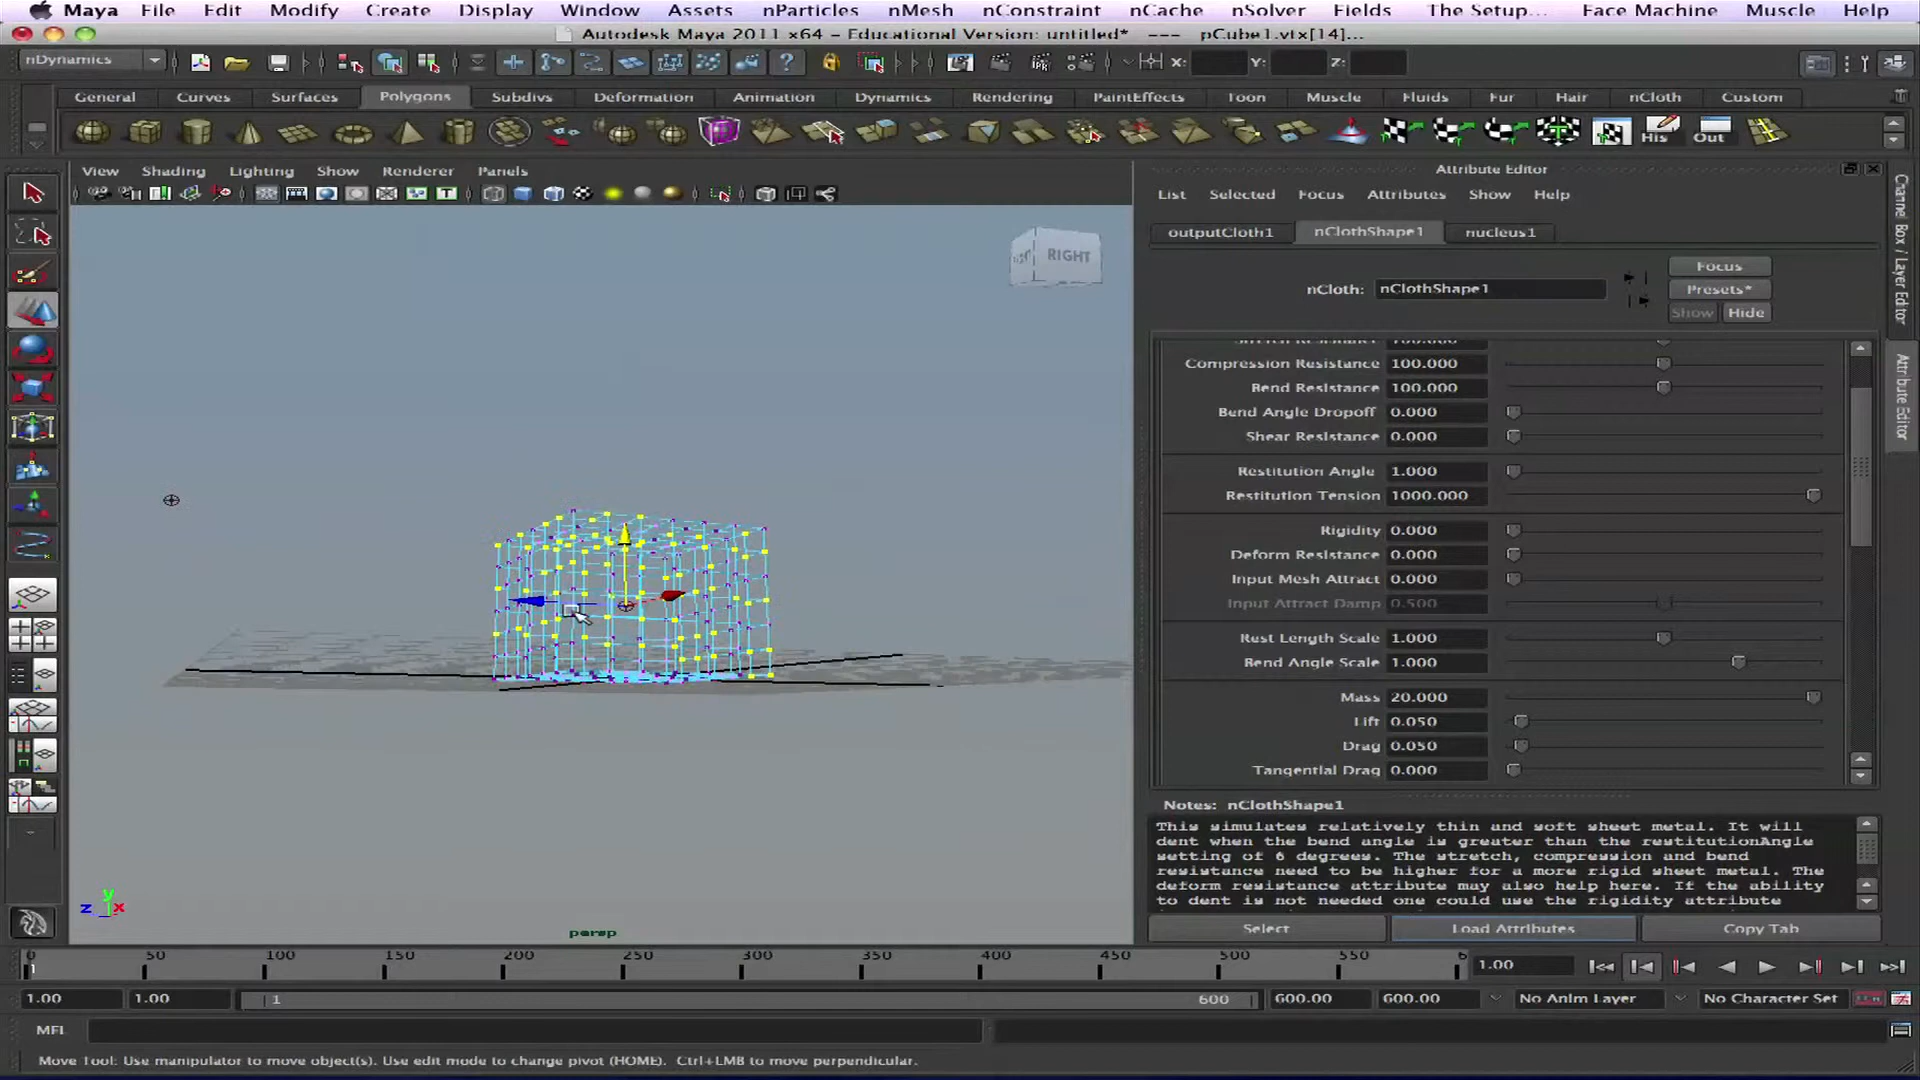 Maya File Edit Modify Create Display Window Assets nParticles nMesh nConstraint nCache nSolver Fields The Setup... Face Machine Muscle Help
Autodesk Maya 2011 x64 - Educational Version: untitled* --- pCube1.vtx[14]...
nDynamics X: Y: Z:
General Curves Surfaces Polygons Subdivs Deformation Animation Dynamics Rendering PaintEffects Toon Muscle Fluids Fur Hair nCloth Custom
His Out
View Shading Lighting Show Renderer Panels
Attribute Editor
List Selected Focus Attributes Show Help
outputCloth1 nClothShape1 nucleus1
RIGHT
nCloth: nClothShape1
Focus
Presets*
Show Hide
Channel Box / Layer Editor
Attribute Editor
Compression Resistance 100.000
Bend Resistance 100.000
Bend Angle Dropoff 0.000
Shear Resistance 0.000
Restitution Angle 1.000
Restitution Tension 1000.000
Rigidity 0.000
Deform Resistance 0.000
Input Mesh Attract 0.000
Input Attract Damp 0.500
Rest Length Scale 1.000
Bend Angle Scale 1.000
Mass 20.000
Lift 0.050
Drag 0.050
Tangential Drag 0.000
Notes: nClothShape1
This simulates relatively thin and soft sheet metal. It will
dent when the bend angle is greater than the restitutionAngle
setting of 6 degrees. The stretch, compression and bend
resistance need to be higher for a more rigid sheet metal. The
deform resistance attribute may also help here. If the ability
to dent is not needed one could use the rigidity attribute
Select Load Attributes Copy Tab
y
z x
persp
0 50 100 150 200 250 300 350 400 450 500 550 6
1 1.00
1.00 1.00 1 600 600.00 600.00 No Anim Layer No Character Set
MEL
Move Tool: Use manipulator to move object(s). Use edit mode to change pivot (HOME). Ctrl+LMB to move perpendicular.